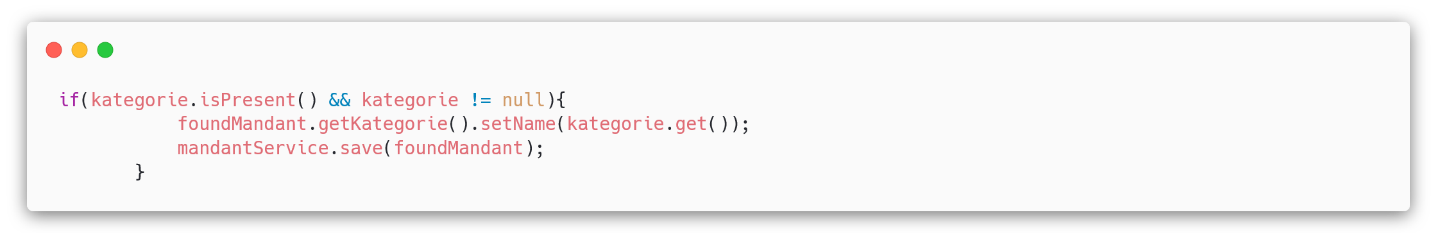 if(kategorie.isPresent() && kategorie != null){
            foundMandant.getKategorie().setName(kategorie.get());
            mandantService.save(foundMandant);
        }